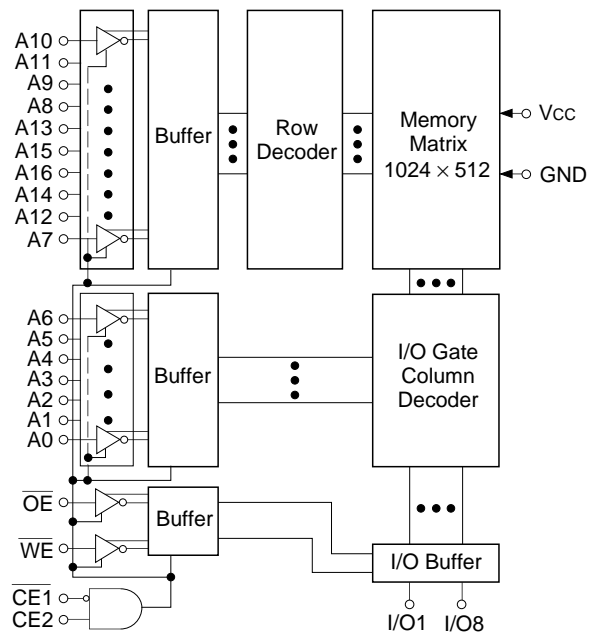 A10
A11
A9
A8
A13
A15
A16
A14
A12
A7
Buffer
Row
Decoder
Memory
Matrix
1024 × 512
VCC
GND
A6
A5
A4
A3
A2
A1
A0
Buffer
I/O Gate
Column
Decoder
OE
WE
Buffer
I/O Buffer
CE1
CE2
I/O1
I/O8